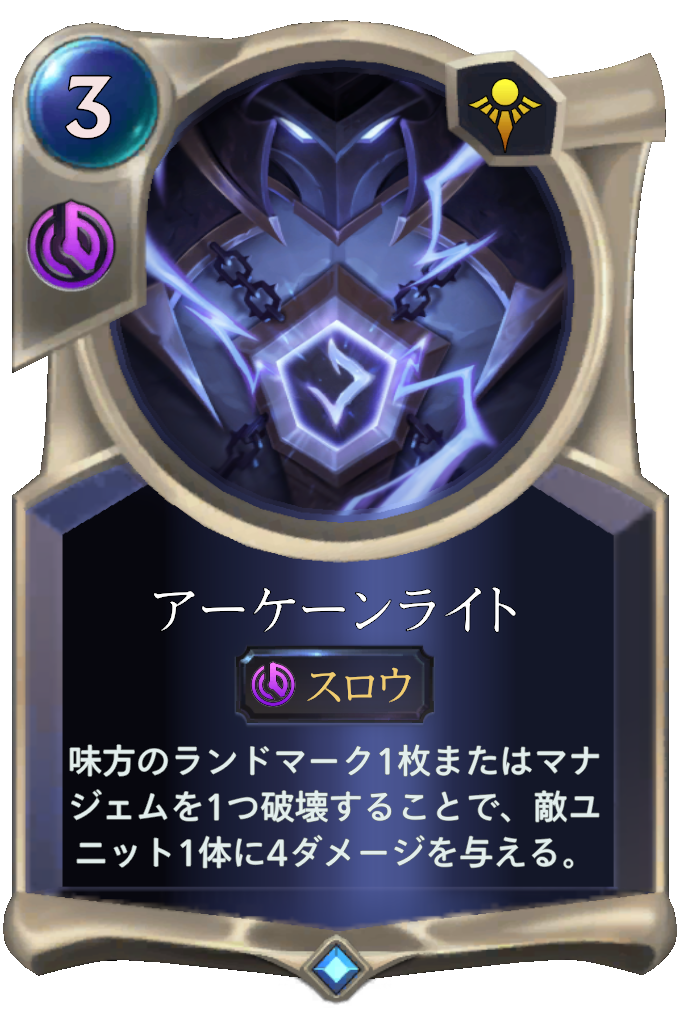 3
アーケーンライト
スロウ
味方のランドマーク1枚またはマナ
ジェムを1つ破壊することで、敵ユ
ニット1体に4ダメージを与える。